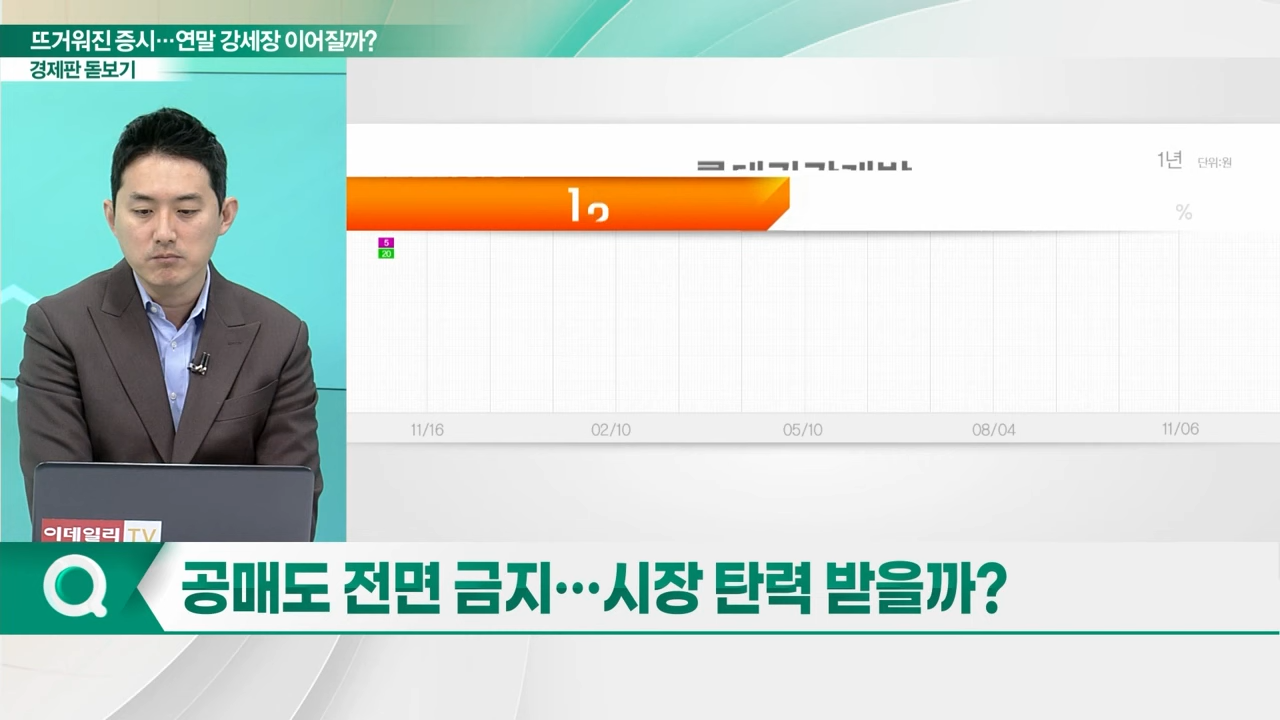 뜨거워진 증시…연말 강세장 이어질까?
경제판 돋보기
1년 단위:원
%
5
20
11/16 02/10 05/10 08/04 11/06
이데일리 TV
공매도 전면 금지…시장 탄력 받을까?